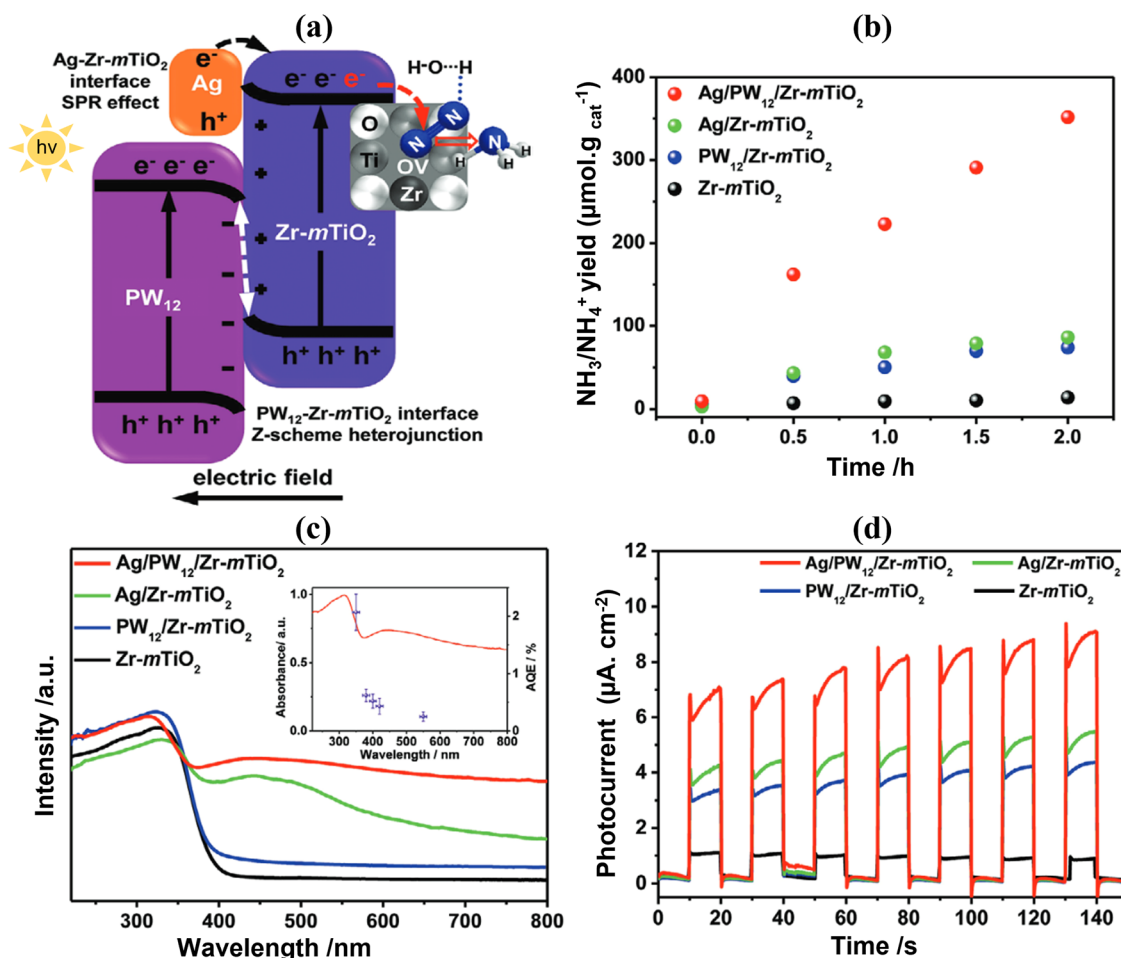 (a)
Ag-Zr-mTiO2
interface
SPR effect
e-
Ag
h+
hv
e- e- e-
H-O···H
O
N
N
N
Ti
OV
H
H
H
Zr
e- e- e-
Zr-mTiO2
PW12
h+ h+ h+
h+ h+ h+
PW12-Zr-mTiO2 interface
Z-scheme heterojunction
electric field
(b)
NH3/NH4+ yield (μmol.g cat-1)
400
300
200
100
0
Ag/PW12/Zr-mTiO2
Ag/Zr-mTiO2
PW12/Zr-mTiO2
Zr-mTiO2
0.0 0.5 1.0 1.5 2.0
Time /h
(c)
Intensity /a.u.
Ag/PW12/Zr-mTiO2
Ag/Zr-mTiO2
PW12/Zr-mTiO2
Zr-mTiO2
Absorbance/ a.u.
1.0
0.5
0.0
AQE / %
2
1
0
300 400 500 600 700 800
Wavelength / nm
300 400 500 600 700 800
Wavelength /nm
(d)
Photocurrent (μA. cm-2)
12
10
8
6
4
2
0
Ag/PW12/Zr-mTiO2 Ag/Zr-mTiO2
PW12/Zr-mTiO2 Zr-mTiO2
0 20 40 60 80 100 120 140
Time /s